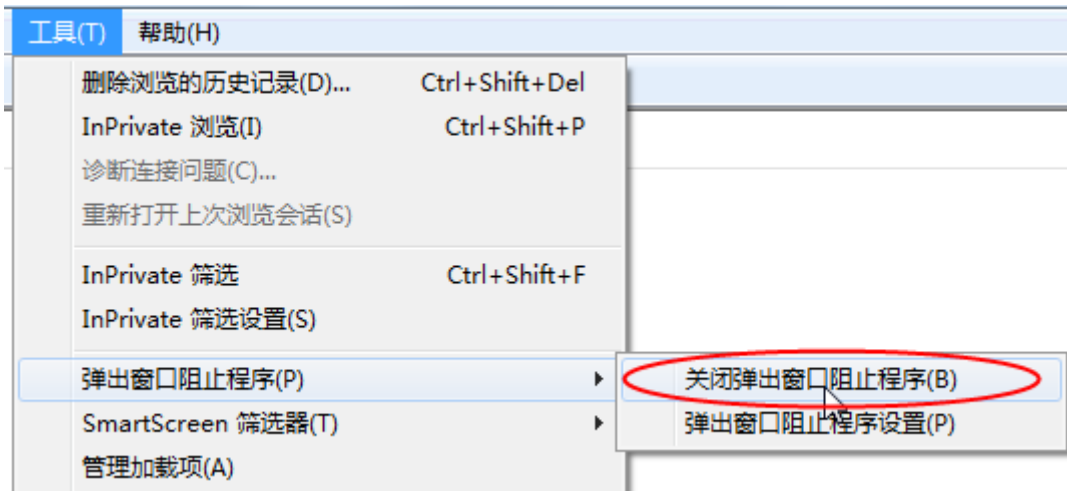 工具(T) 帮助(H)
删除浏览的历史记录(D)... Ctrl+Shift+Del
InPrivate 浏览(I) Ctrl+Shift+P
诊断连接问题(C)...
重新打开上次浏览会话(S)
InPrivate 筛选 Ctrl+Shift+F
InPrivate 筛选设置(S)
弹出窗口阻止程序(P) 关闭弹出窗口阻止程序(B)
SmartScreen 筛选器(T) 弹出窗口阻止程序设置(P)
管理加载项(A)